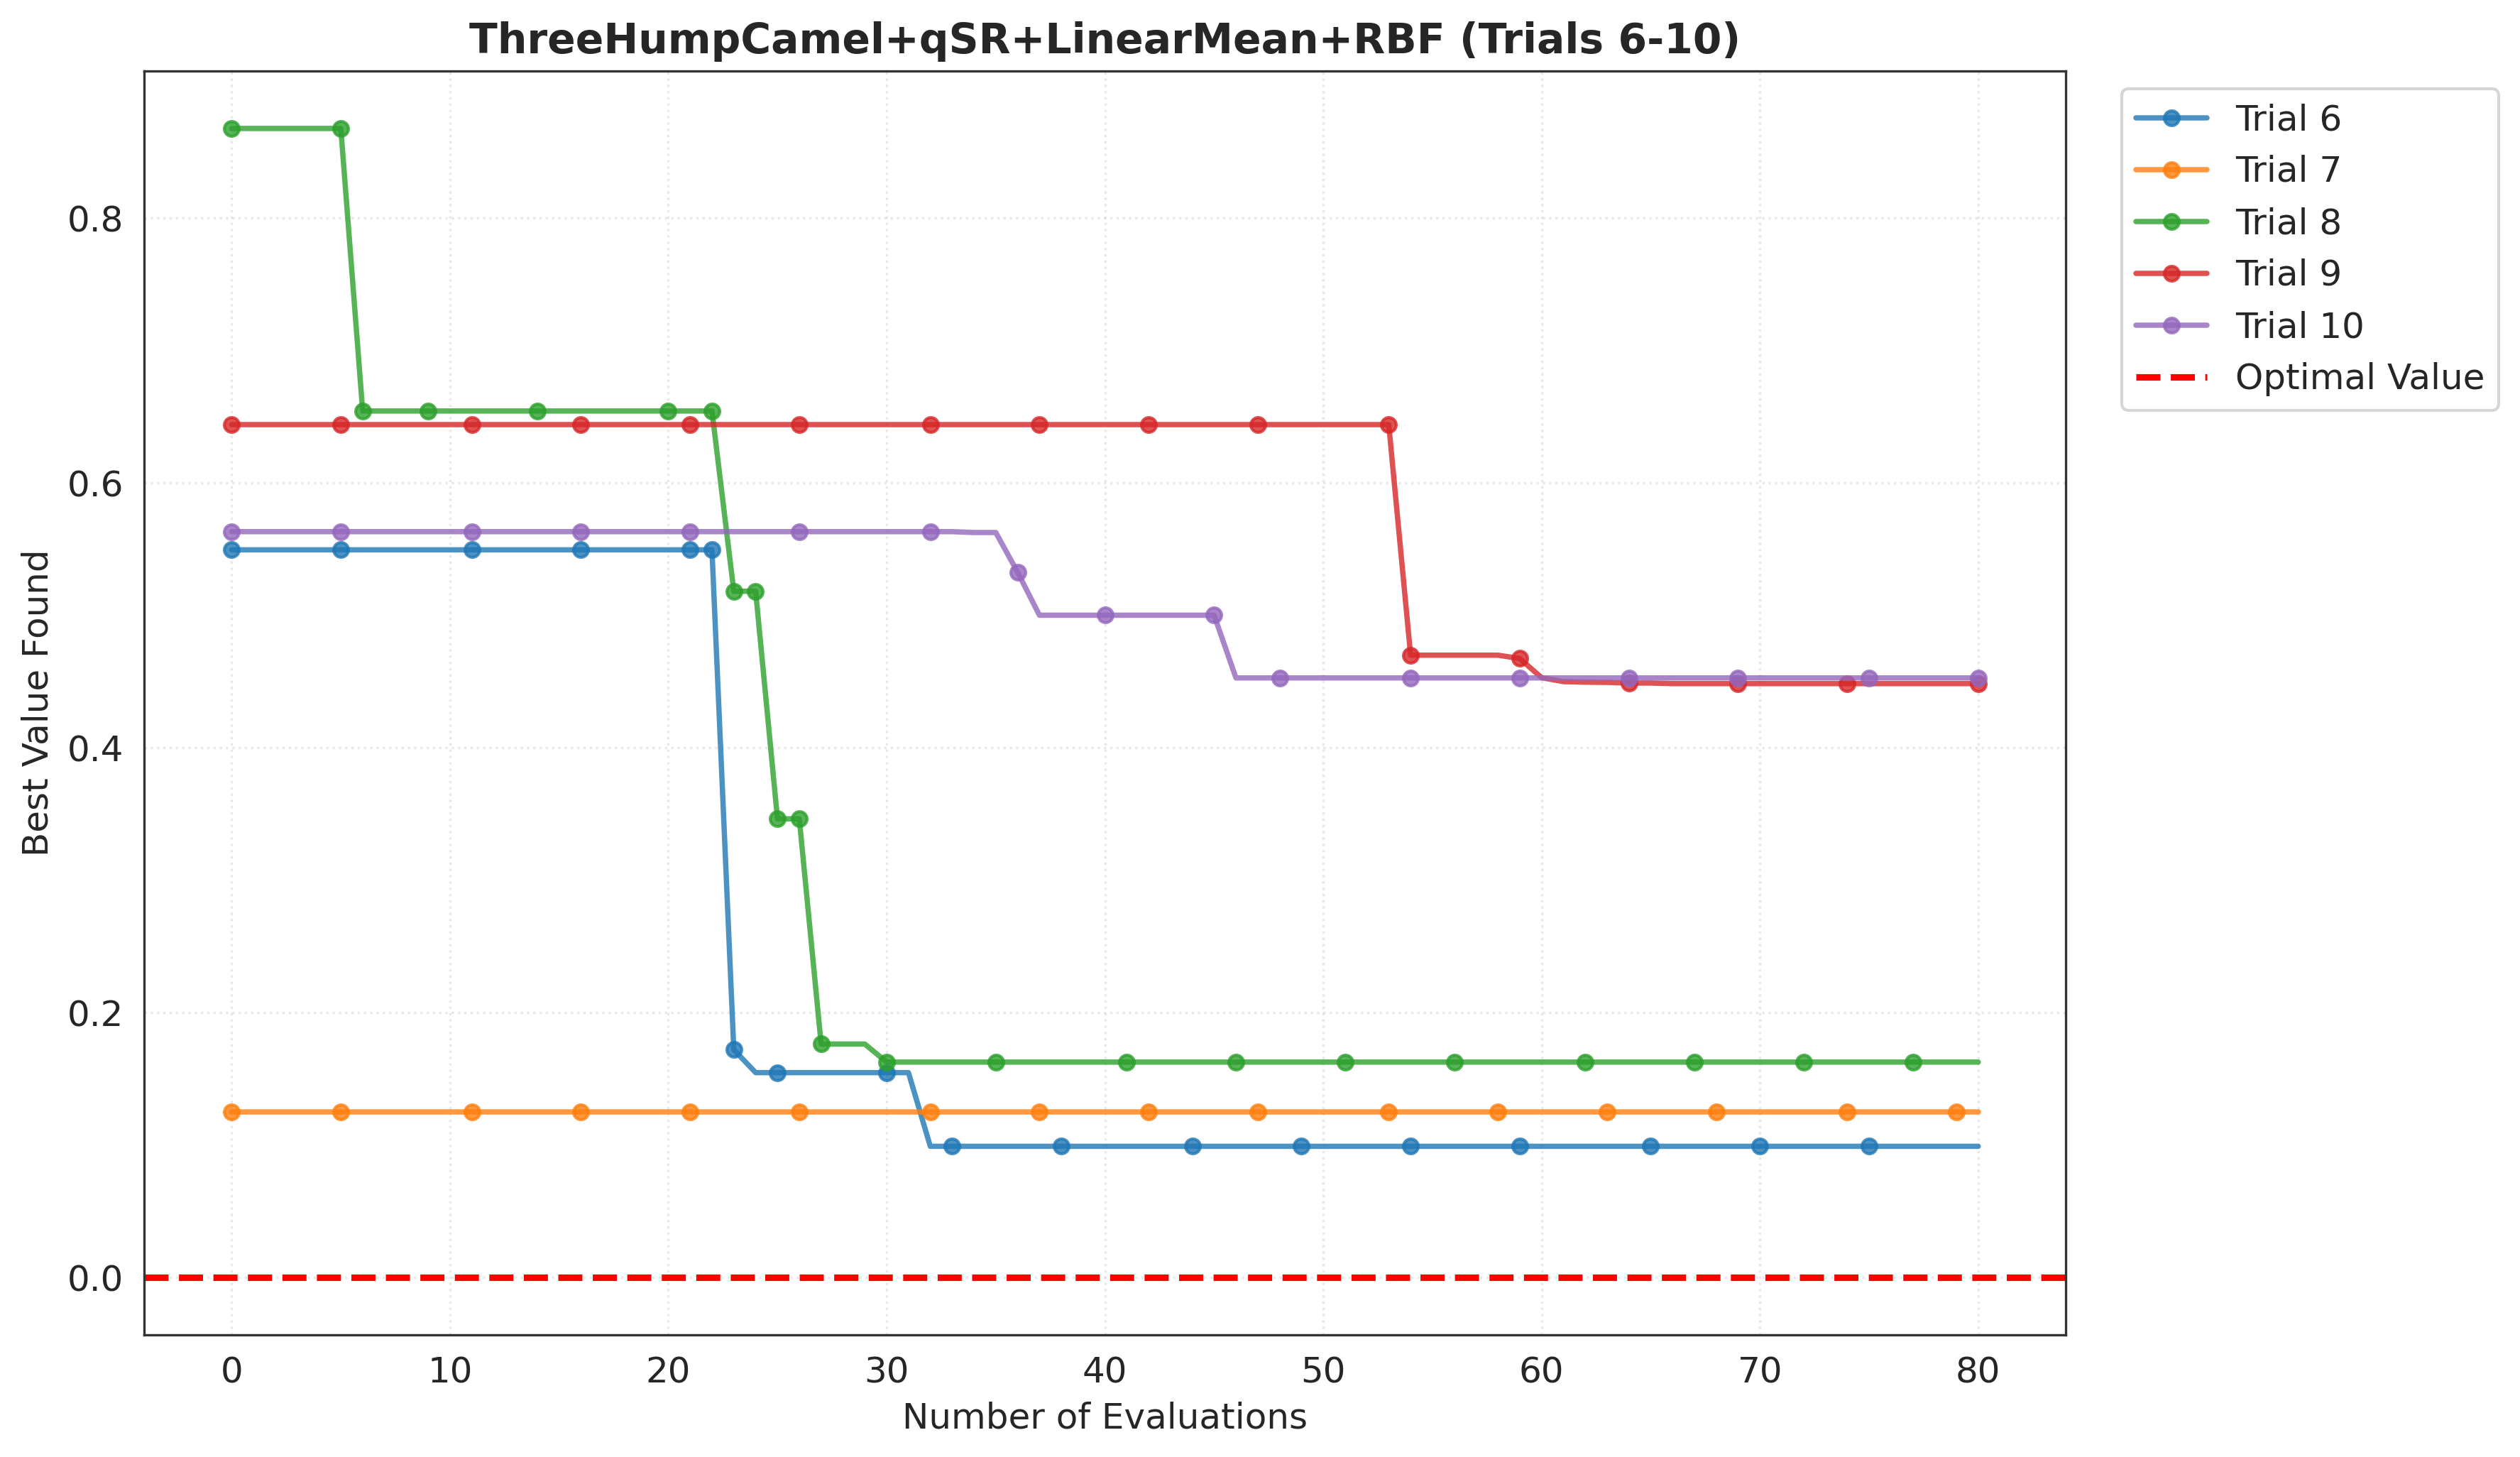 ThreeHumpCamel+qSR+LinearMean+RBF (Trials 6-10)
Trial 6
Trial 7
Trial 8
Trial 9
Trial 10
Optimal Value
Best Value Found
0.8
0.6
0.4
0.2
0.0
0 10 20 30 40 50 60 70 80
Number of Evaluations